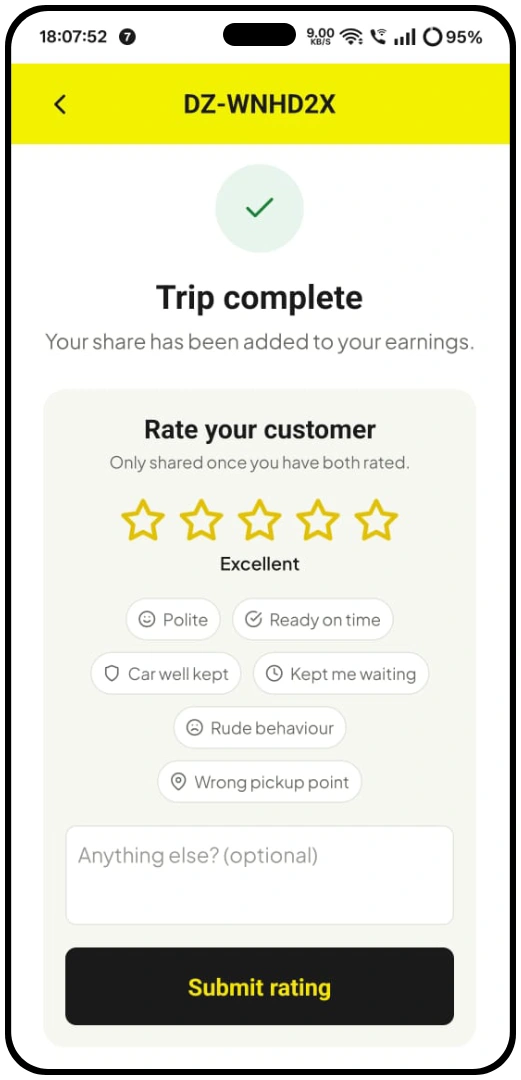 18:07:52 7 9.00 KB/S 95%
DZ-WNHD2X
Trip complete
Your share has been added to your earnings.
Rate your customer
Only shared once you have both rated.
Excellent
Polite Ready on time
Car well kept Kept me waiting
Rude behaviour
Wrong pickup point
Anything else? (optional)
Submit rating